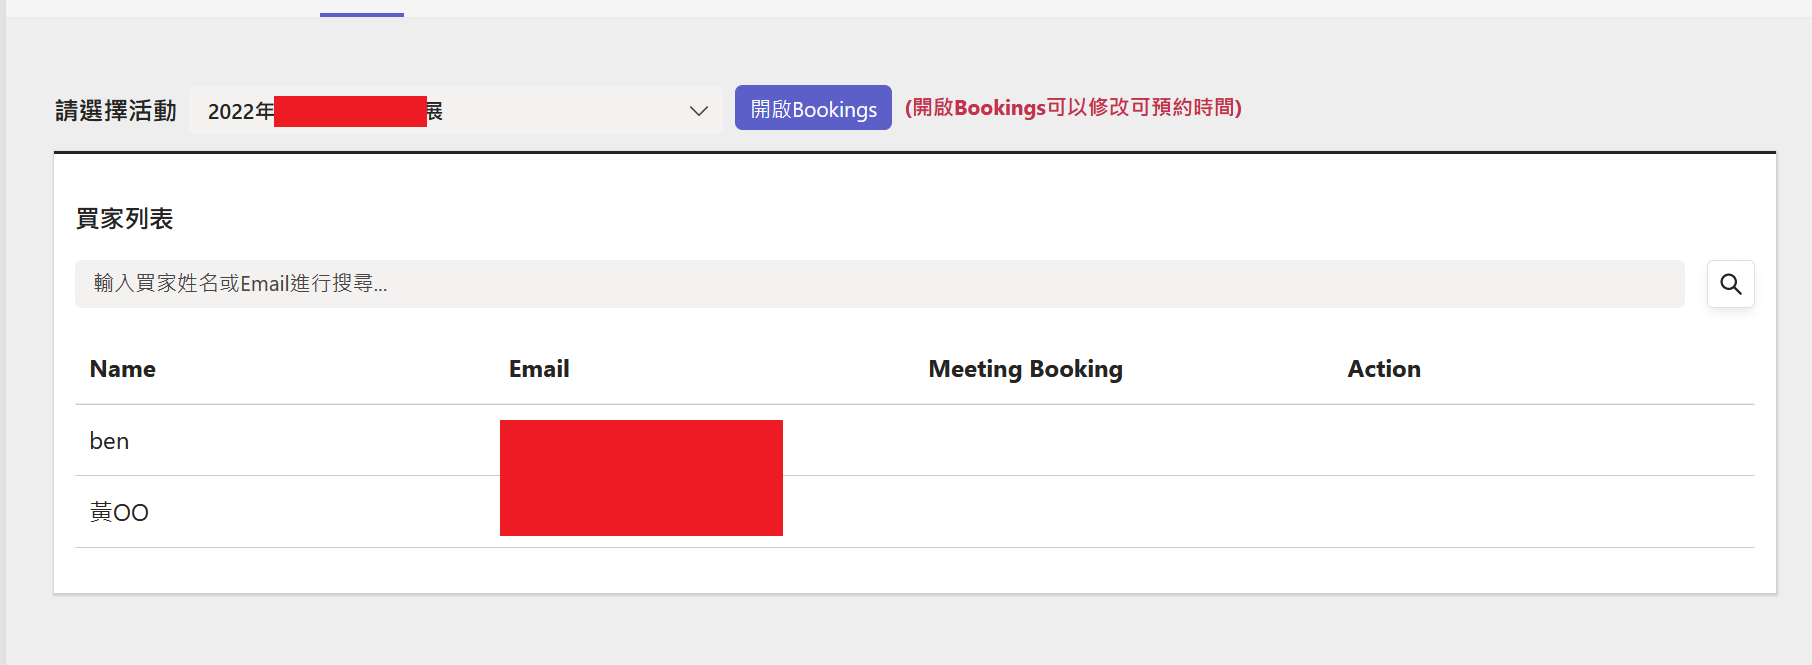 請選擇活動 2022年 展 開啟Bookings (開啟Bookings可以修改可預約時間)
買家列表
輸入買家姓名或Email進行搜尋...
Name Email Meeting Booking Action
ben
黃OO